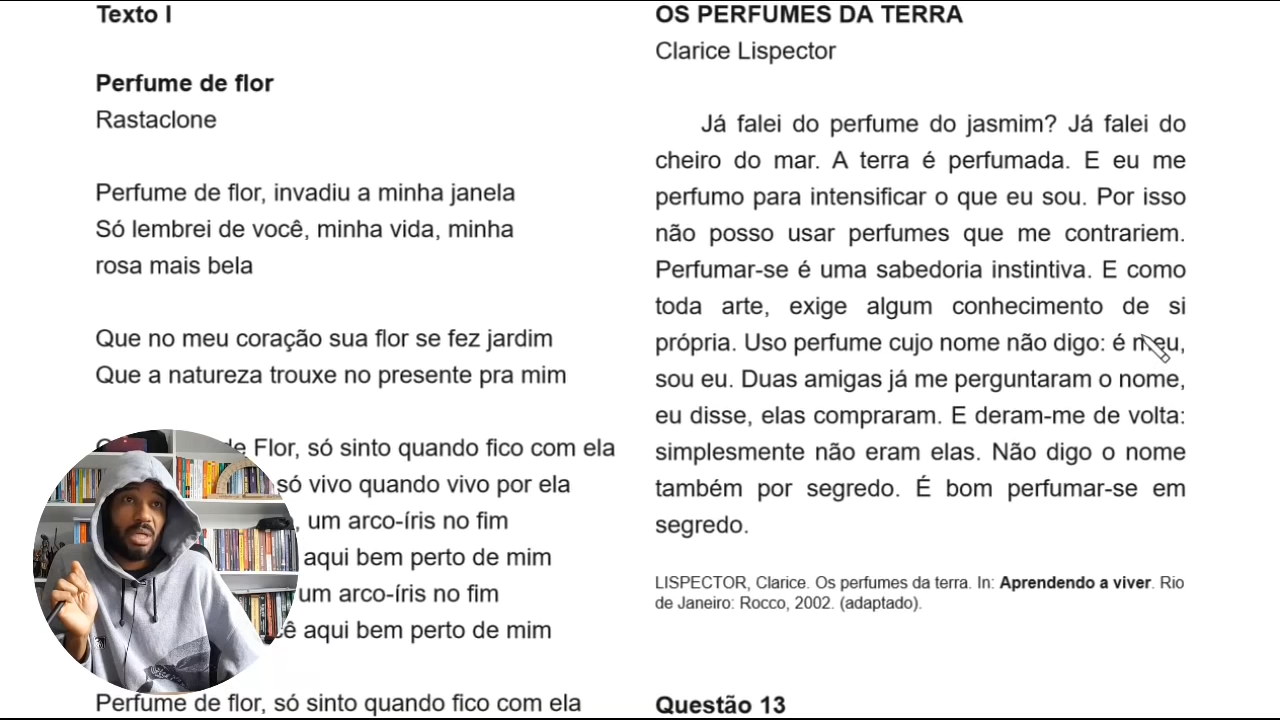 Texto I
Perfume de flor
Rastaclone
Perfume de flor, invadiu a minha janela
Só lembrei de você, minha vida, minha
rosa mais bela
Que no meu coração sua flor se fez jardim
Que a natureza trouxe no presente pra mim
de Flor, só sinto quando fico com ela
só vivo quando vivo por ela
um arco-íris no fim
aqui bem perto de mim
um arco-íris no fim
aqui bem perto de mim
Perfume de flor, só sinto quando fico com ela
OS PERFUMES DA TERRA
Clarice Lispector
Já falei do perfume do jasmim? Já falei do
cheiro do mar. A terra é perfumada. E eu me
perfumo para intensificar o que eu sou. Por isso
não posso usar perfumes que me contrariem.
Perfumar-se é uma sabedoria instintiva. E como
toda arte, exige algum conhecimento de si
própria. Uso perfume cujo nome não digo: é meu,
sou eu. Duas amigas já me perguntaram o nome,
eu disse, elas compraram. E deram-me de volta:
simplesmente não eram elas. Não digo o nome
também por segredo. É bom perfumar-se em
segredo.
LISPECTOR, Clarice. Os perfumes da terra. In: Aprendendo a viver. Rio
de Janeiro: Rocco, 2002. (adaptado).
Questão 13